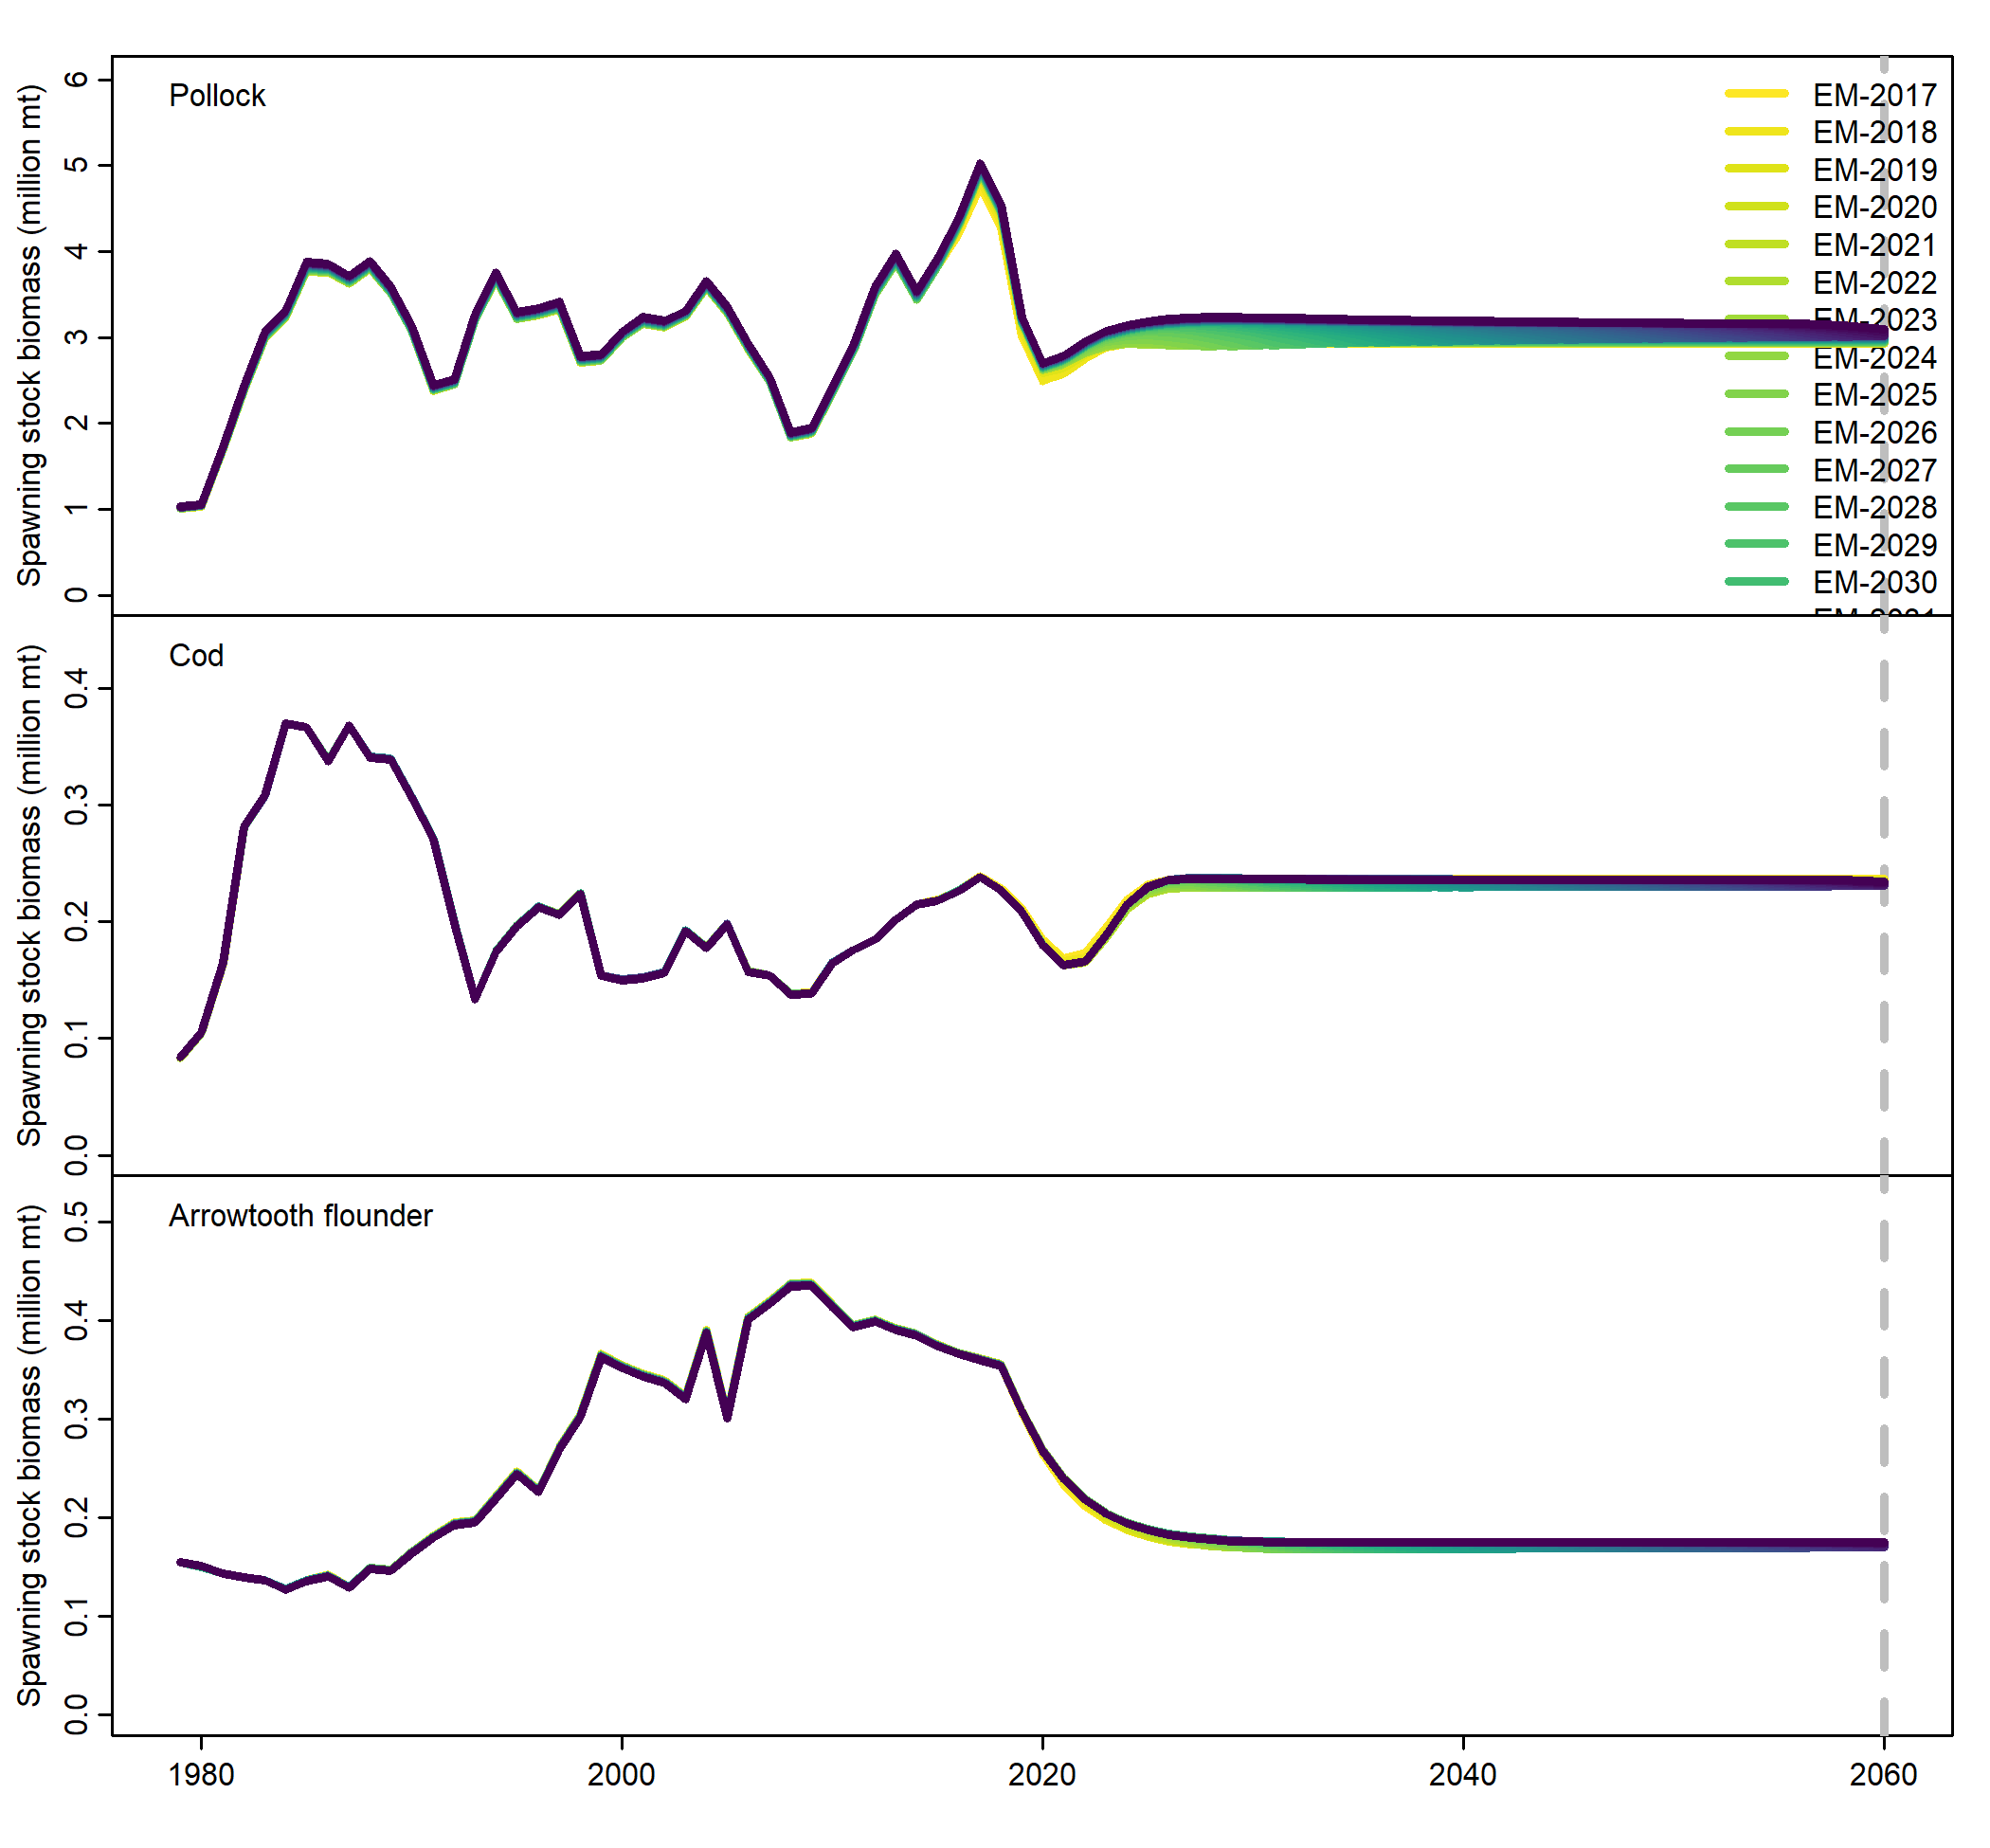 Pollock
Spawning stock biomass (million mt)
6
5
4
3
2
1
0
EM-2017
EM-2018
EM-2019
EM-2020
EM-2021
EM-2022
EM-2023
EM-2024
EM-2025
EM-2026
EM-2027
EM-2028
EM-2029
EM-2030
EM-2031
Cod
Spawning stock biomass (million mt)
0.4
0.3
0.2
0.1
0.0
Arrowtooth flounder
Spawning stock biomass (million mt)
0.5
0.4
0.3
0.2
0.1
0.0
1980 2000 2020 2040 2060